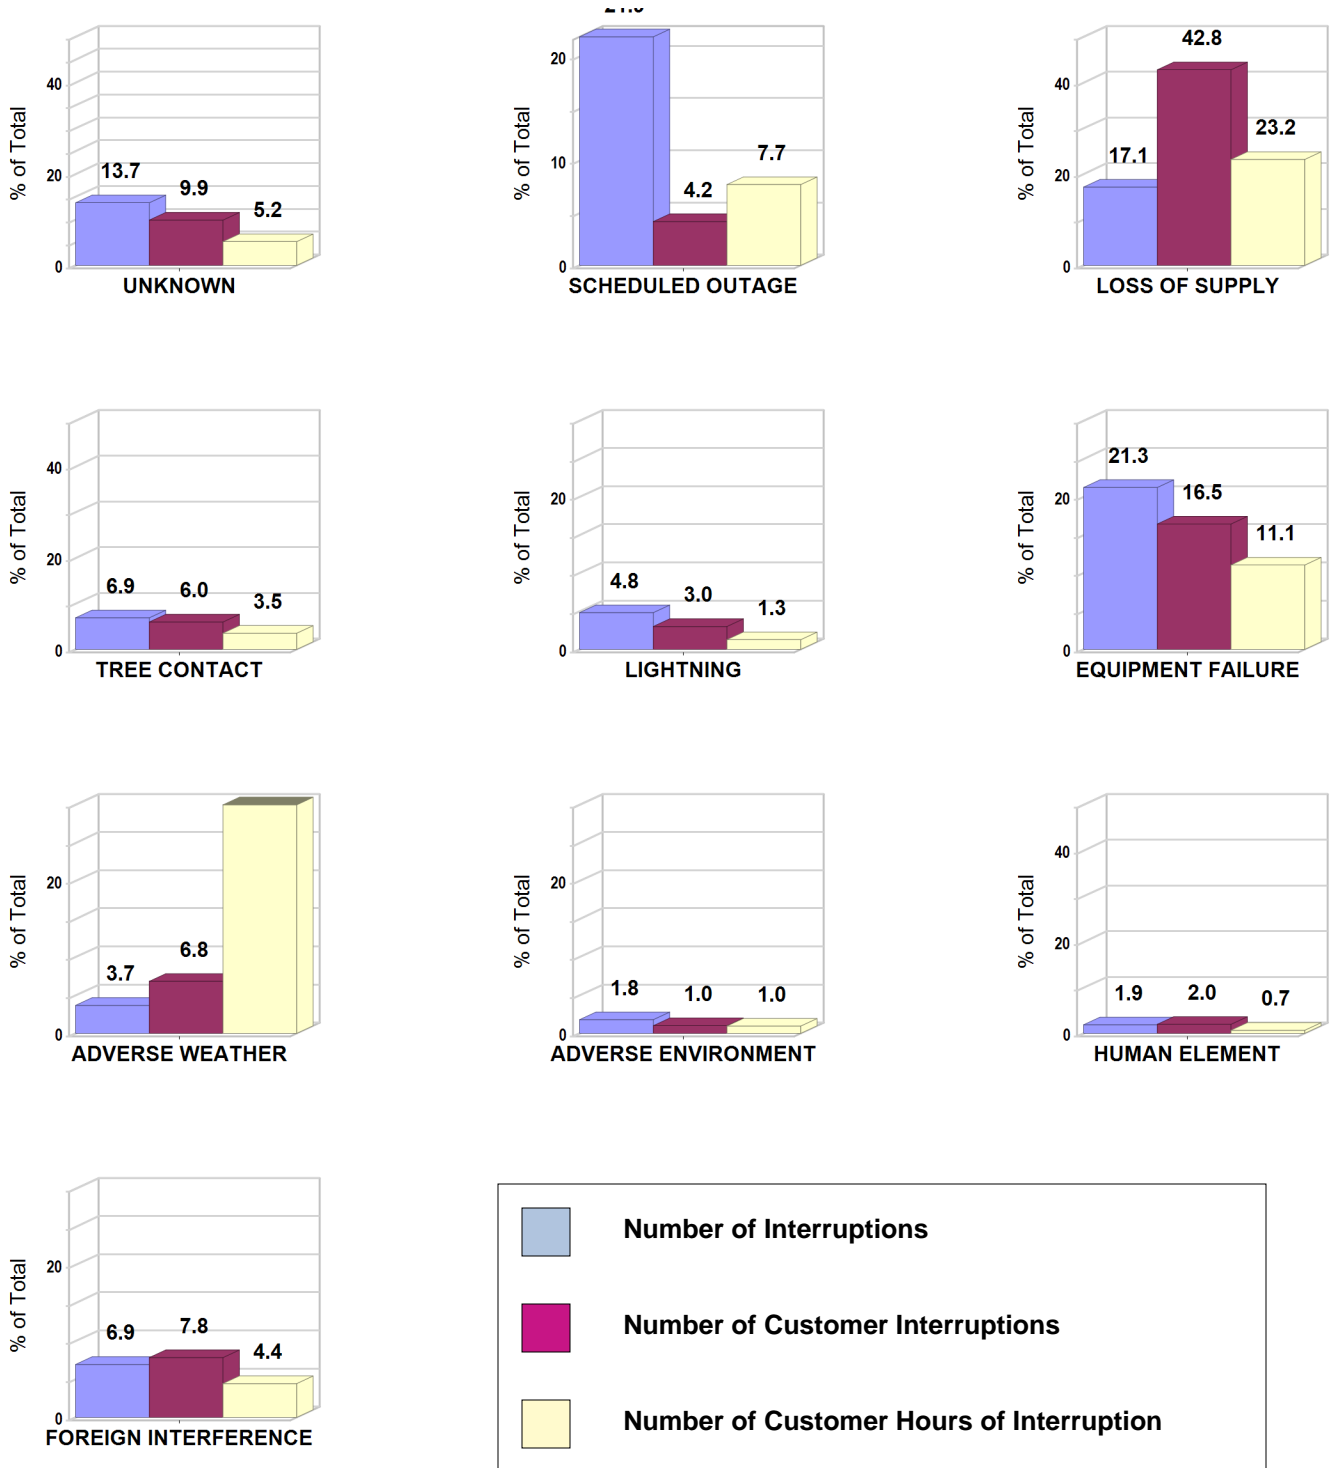 % of Total
40
20
0
13.7
9.9
5.2
UNKNOWN
% of Total
20
10
0
4.2
7.7
SCHEDULED OUTAGE
% of Total
40
20
0
17.1
42.8
23.2
LOSS OF SUPPLY
% of Total
40
20
0
6.9
6.0
3.5
TREE CONTACT
% of Total
20
0
4.8
3.0
1.3
LIGHTNING
% of Total
20
0
21.3
16.5
11.1
EQUIPMENT FAILURE
% of Total
20
0
3.7
6.8
ADVERSE WEATHER
% of Total
20
0
1.8
1.0
1.0
ADVERSE ENVIRONMENT
% of Total
40
20
0
1.9
2.0
0.7
HUMAN ELEMENT
% of Total
20
0
6.9
7.8
4.4
FOREIGN INTERFERENCE
Number of Interruptions
Number of Customer Interruptions
Number of Customer Hours of Interruption